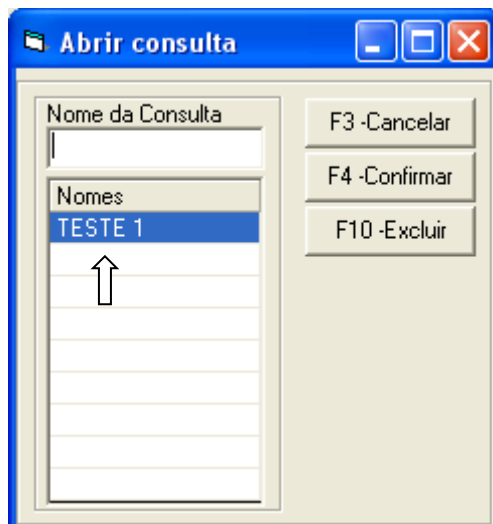 Abrir consulta
Nome da Consulta
Nomes
TESTE 1
F3 -Cancelar
F4 -Confirmar
F10 -Excluir